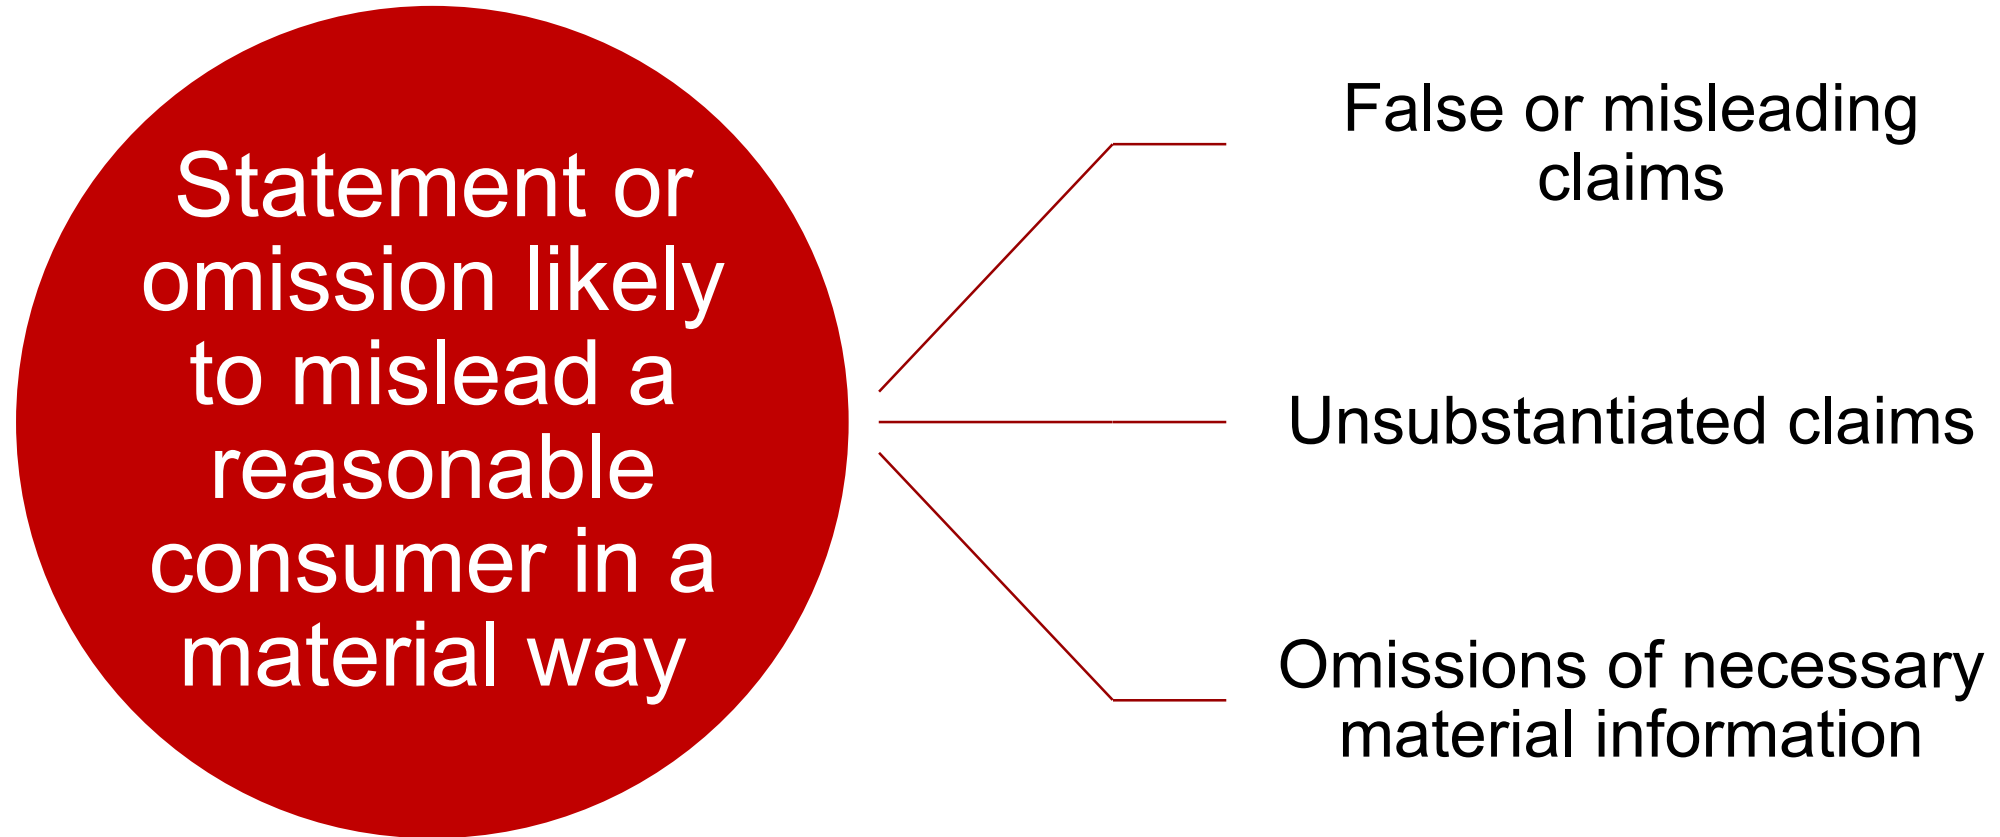 Statement or
omission likely
to mislead a
reasonable
consumer in a
material way
False or misleading
claims
Unsubstantiated claims
Omissions of necessary
material information